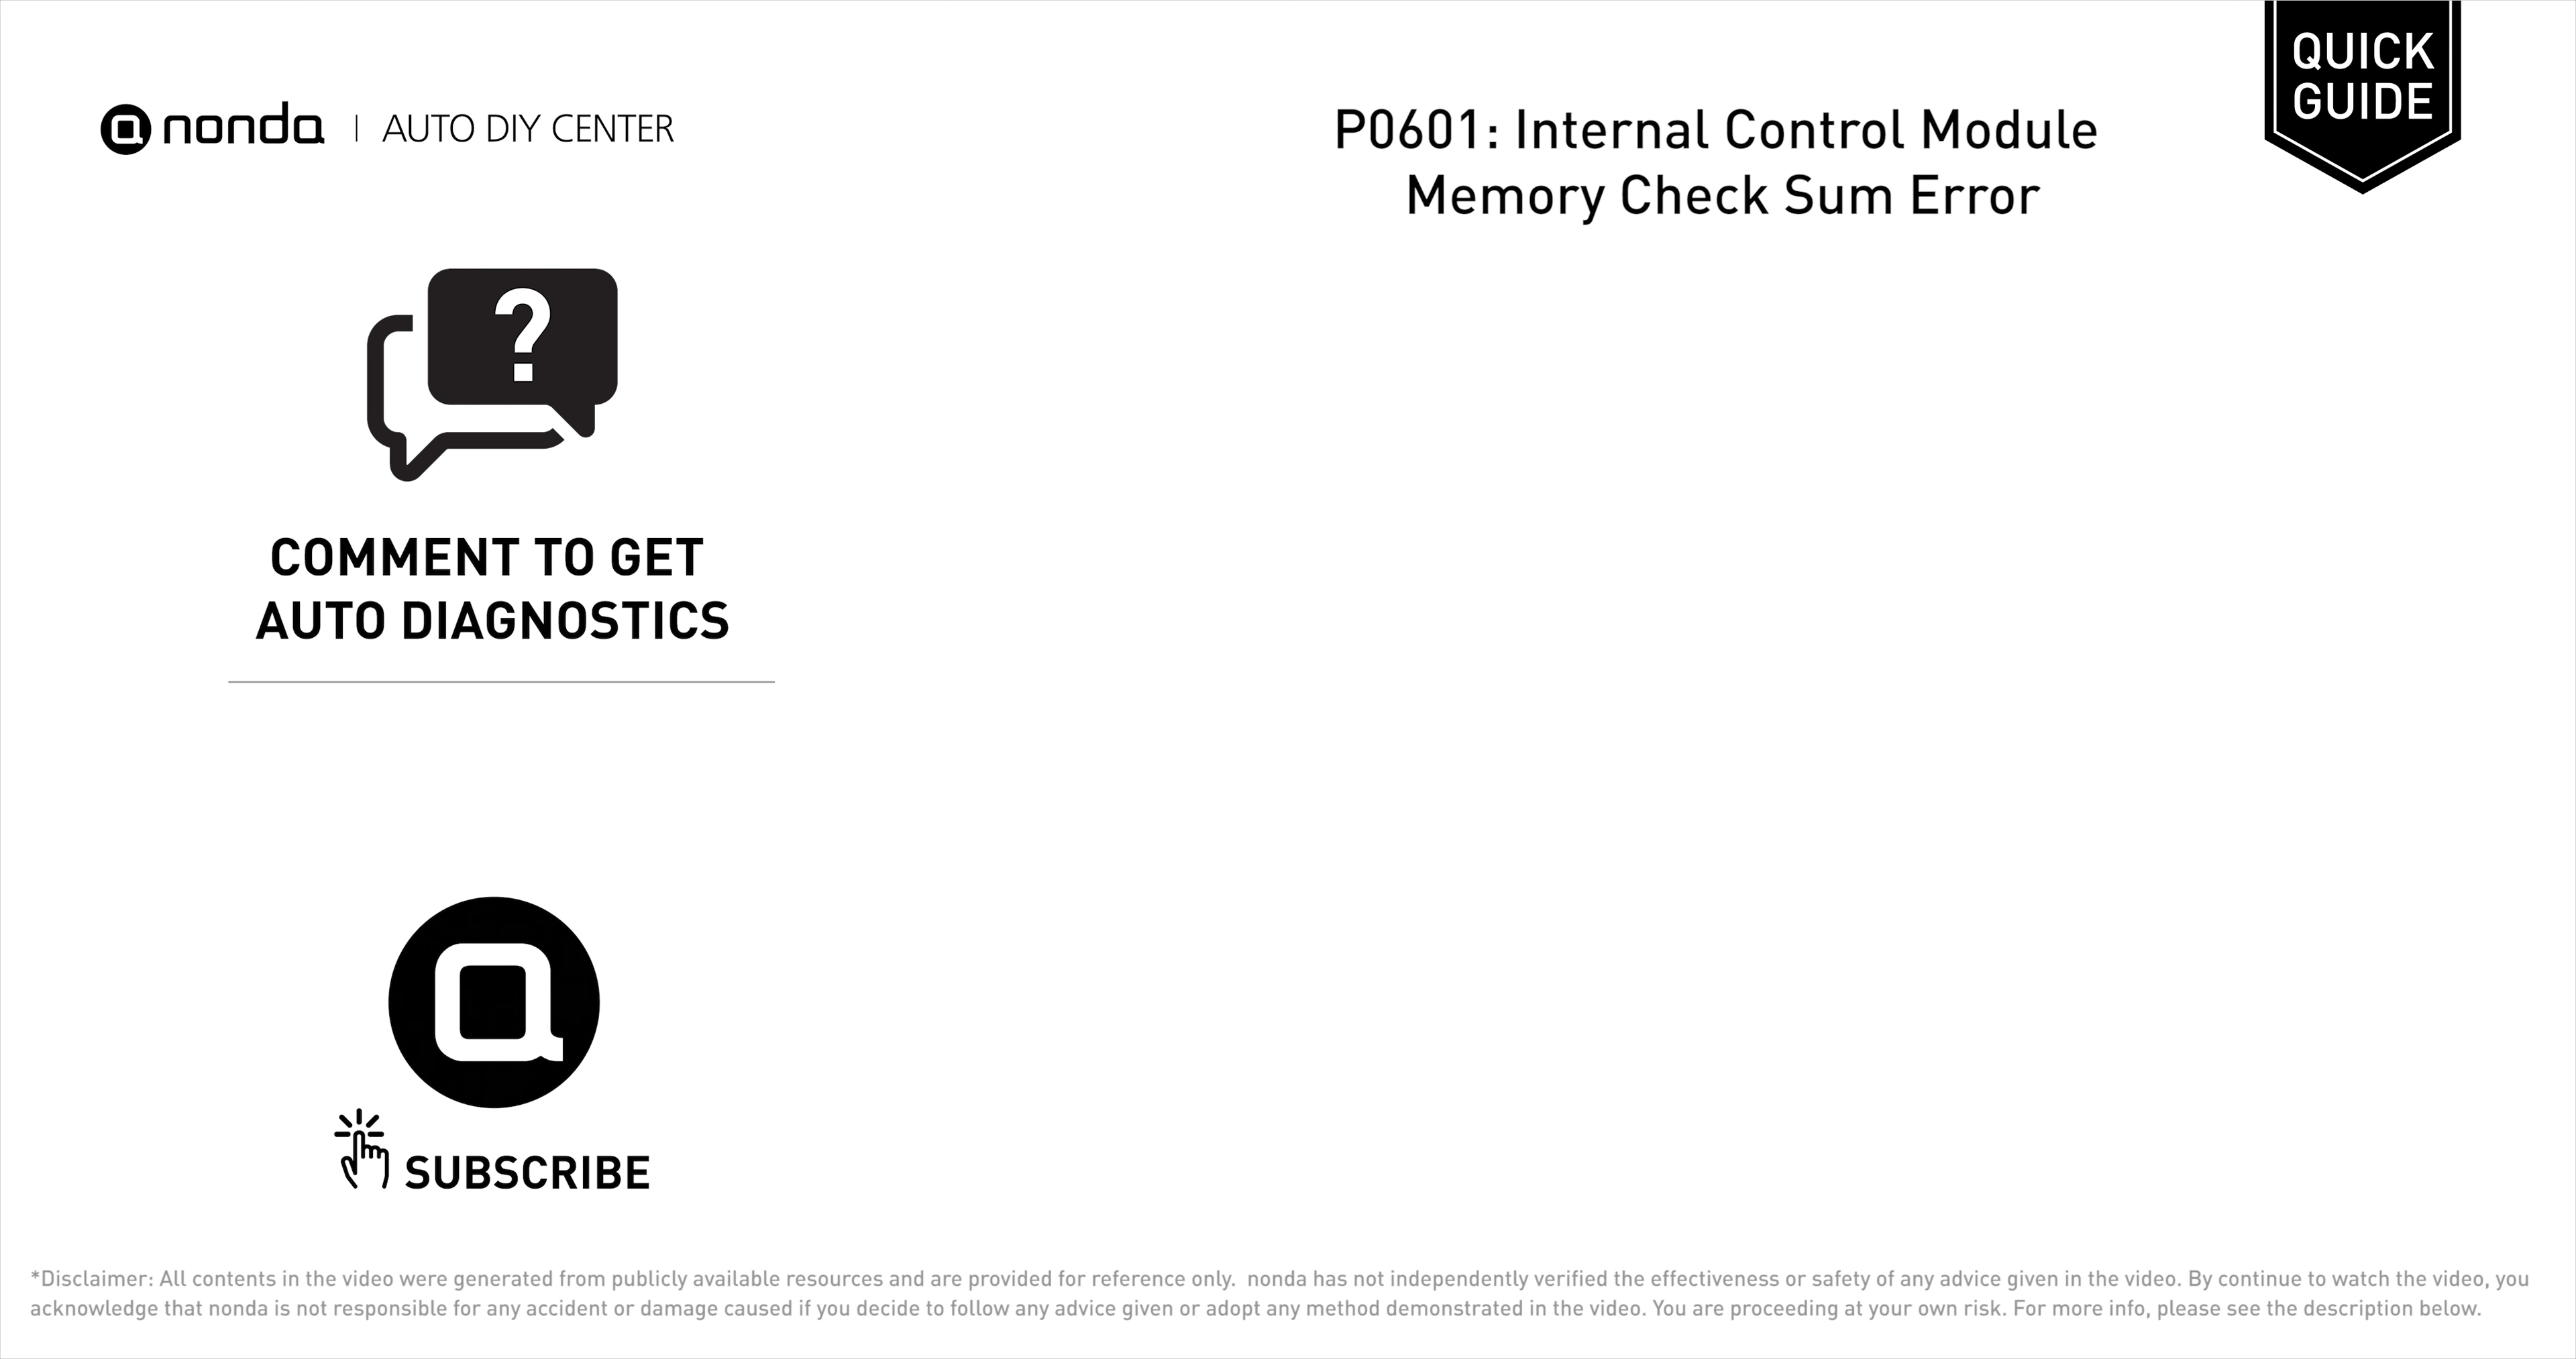 nonda | AUTO DIY CENTER
P0601: Internal Control Module
Memory Check Sum Error
QUICK
GUIDE
?
COMMENT TO GET
AUTO DIAGNOSTICS
SUBSCRIBE
*Disclaimer: All contents in the video were generated from publicly available resources and are provided for reference only.  nonda has not independently verified the effectiveness or safety of any advice given in the video. By continue to watch the video, you
acknowledge that nonda is not responsible for any accident or damage caused if you decide to follow any advice given or adopt any method demonstrated in the video. You are proceeding at your own risk. For more info, please see the description below.